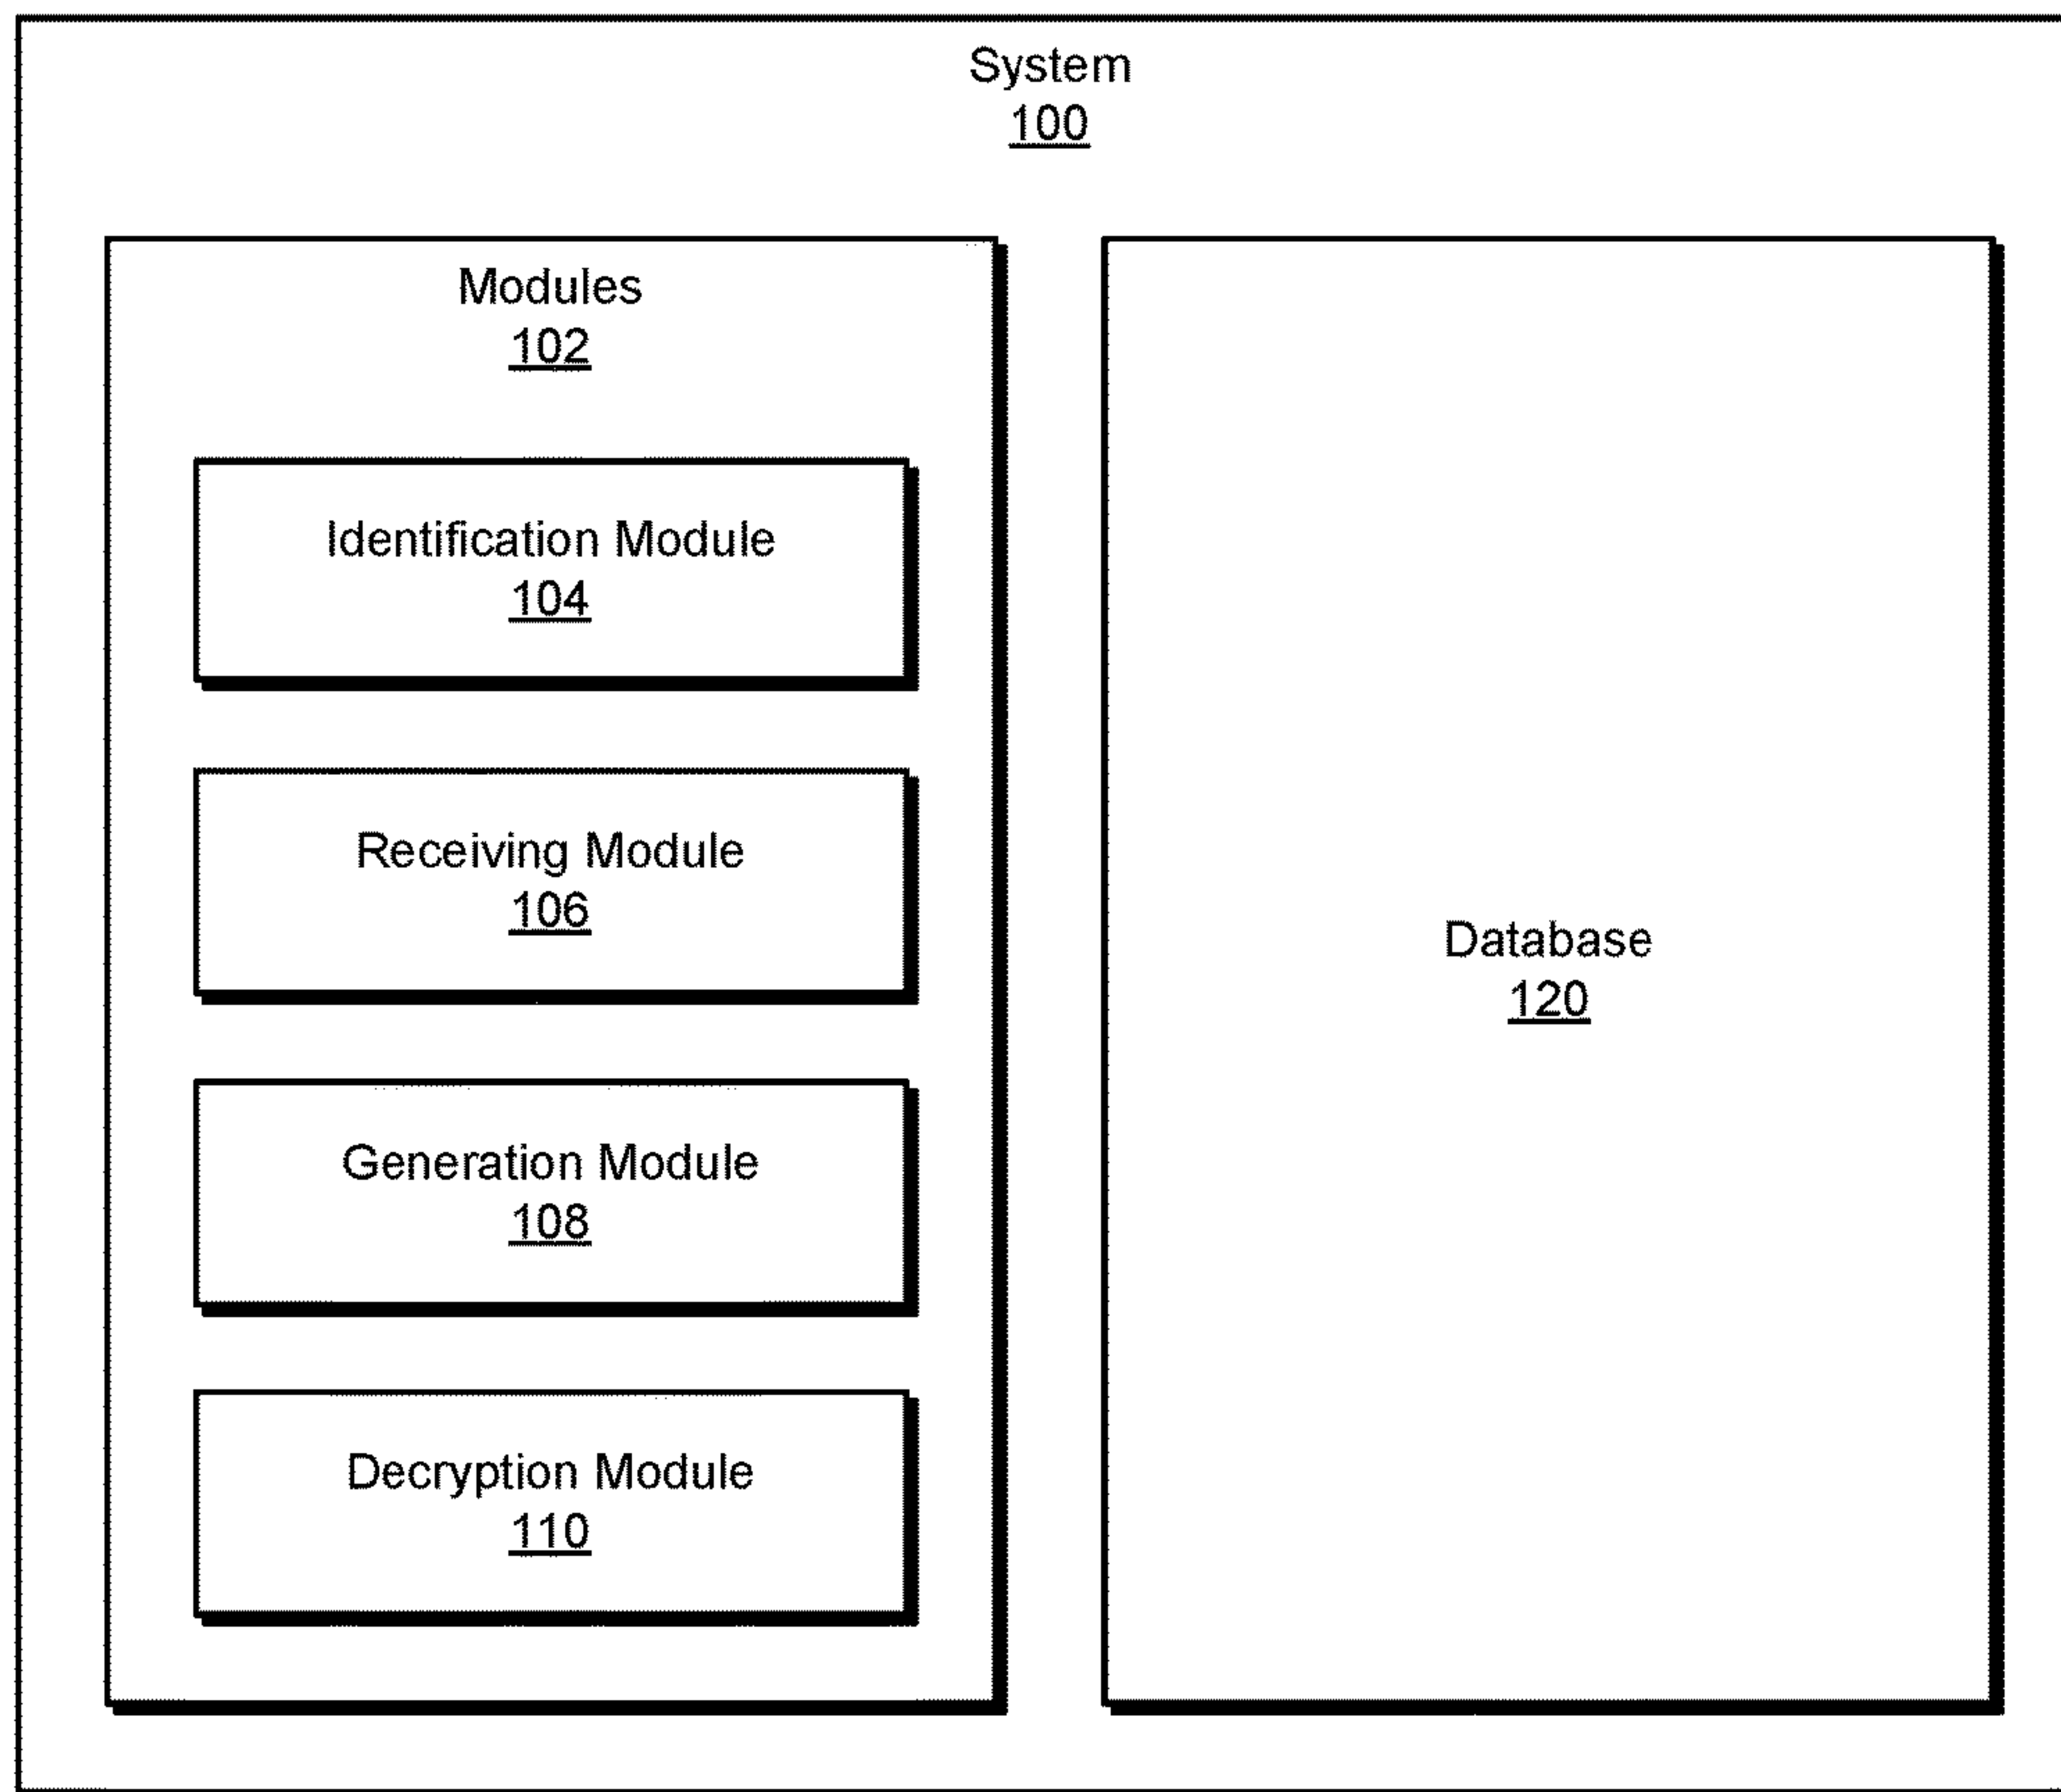 System
100
Modules
102
Identification Module
104
Receiving Module
106
Generation Module
108
Decryption Module
110
Database
120